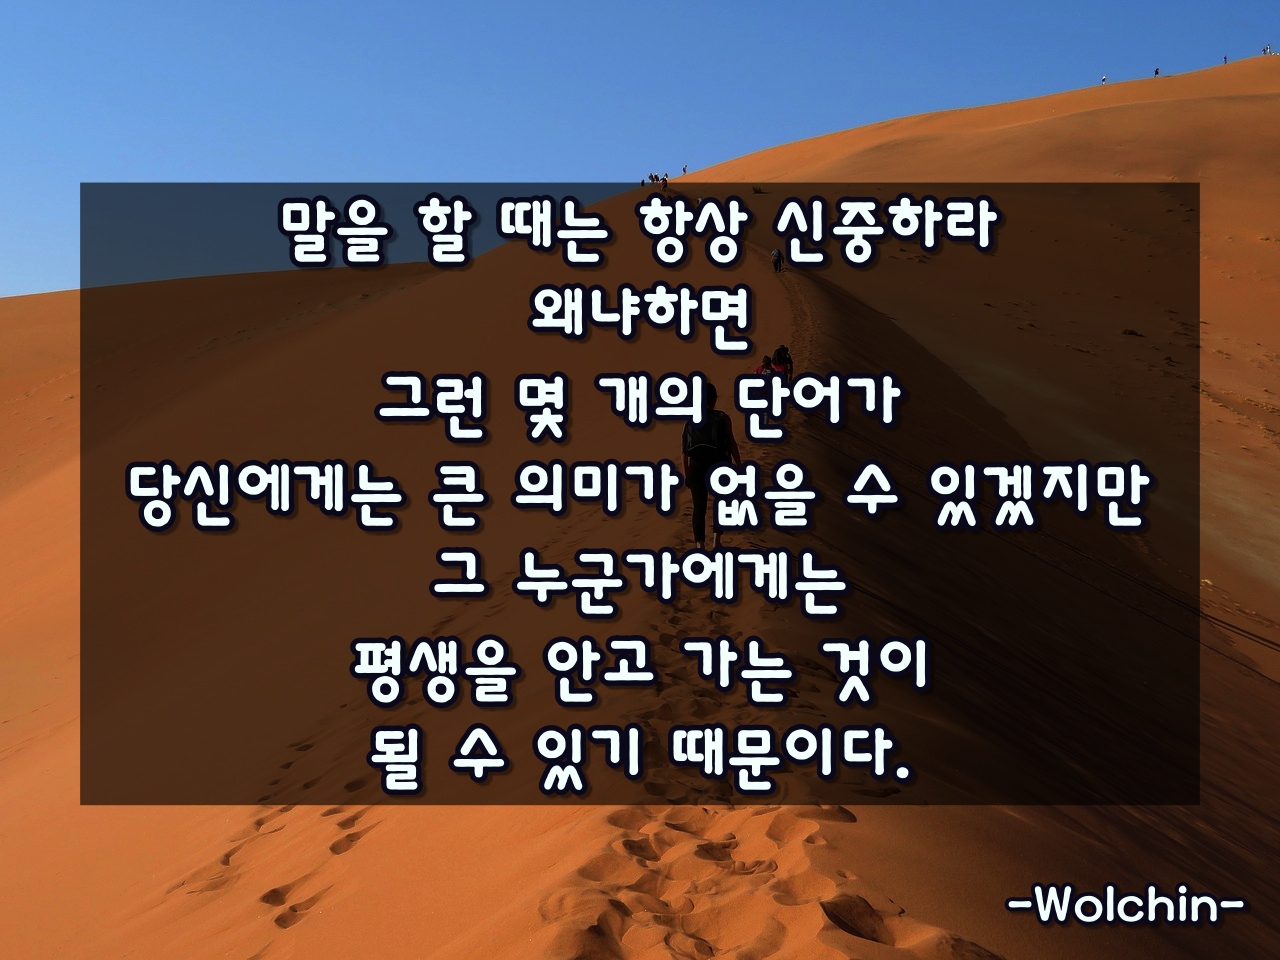 말을 할 때는 항상 신중하라
왜냐하면
그런 몇 개의 단어가
당신에게는 큰 의미가 없을 수 있겠지만
그 누군가에게는
평생을 안고 가는 것이
될 수 있기 때문이다.
-Wolchin-